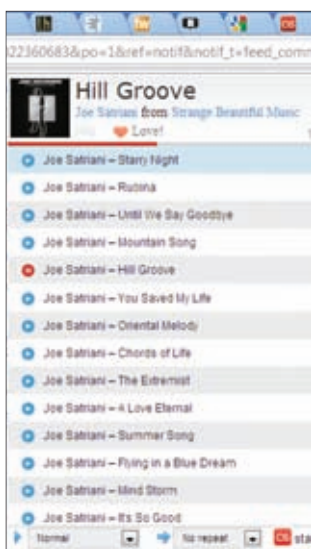 022360683&po=1&ref=notif&notif_t=feed_comm
Hill Groove
Joe Satriani from Strange Beautiful Music
Love!
Joe Satriani – Starry Night
Joe Satriani – Rubina
Joe Satriani – Until We Say Goodbye
Joe Satriani – Mountain Song
Joe Satriani – Hill Groove
Joe Satriani – You Saved My Life
Joe Satriani – Oriental Melody
Joe Satriani – Chords of Life
Joe Satriani – The Extremist
Joe Satriani – A Love Eternal
Joe Satriani – Summer Song
Joe Satriani – Flying in a Blue Dream
Joe Satriani – Mind Storm
Joe Satriani – It's So Good
Normal No repeat sta